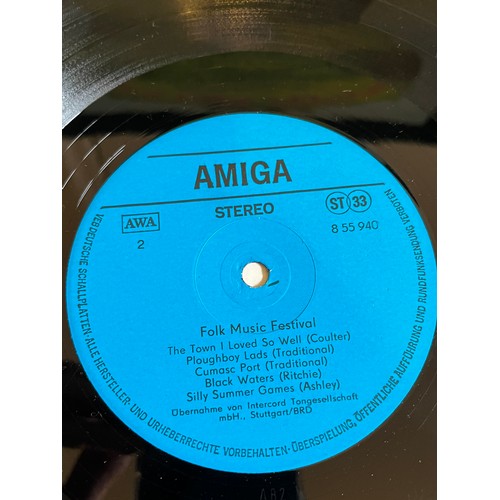 AMIGA
STEREO
AWA
2
ST 33
8 55 940
Folk Music Festival
The Town I Loved So Well (Coulter)
Ploughboy Lads (Traditional)
Cumasc Port (Traditional)
Black Waters (Ritchie)
Silly Summer Games (Ashley)
Übernahme von Intercord Tongesellschaft
mbH., Stuttgart/BRD
VEB DEUTSCHE SCHALLPLATTEN·ALLE HERSTELLER- UND URHEBERRECHTE VORBEHALTEN·ÜBERSPIELUNG, ÖFFENTLICHE AUFFÜHRUNG UND RUNDFUNKSENDUNG VERBOTEN